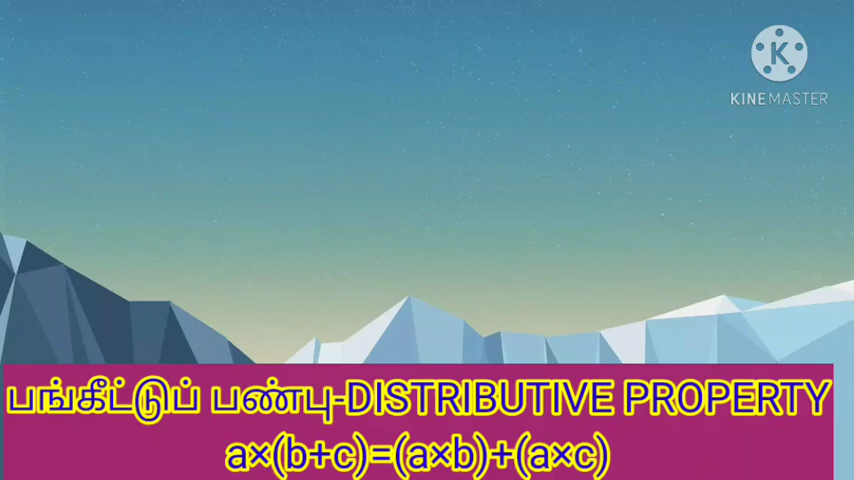 K
KINEMASTER
பங்கீட்டுப் பண்பு-DISTRIBUTIVE PROPERTY
a×(b+c)=(a×b)+(a×c)